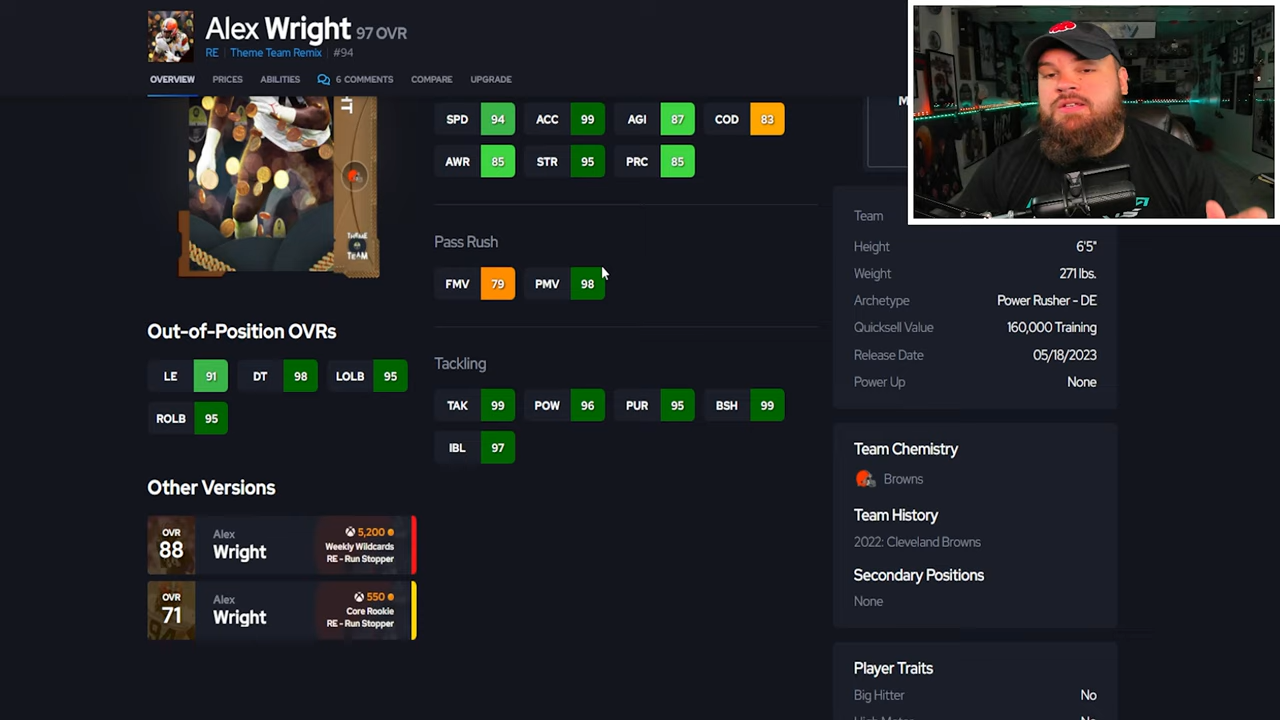 Alex Wright 97 OVR
RE Theme Team Remix #94
OVERVIEW PRICES ABILITIES 6 COMMENTS COMPARE UPGRADE
SPD 94 ACC 99 AGI 87 COD 83
AWR 85 STR 95 PRC 85
Pass Rush
FMV 79 PMV 98
Tackling
TAK 99 POW 96 PUR 95 BSH 99
IBL 97
THEME
TEAM
Out-of-Position OVRs
LE 91 DT 98 LOLB 95
ROLB 95
Other Versions
OVR
88
Alex
Wright
5,200
Weekly Wildcards
RE - Run Stopper
OVR
71
Alex
Wright
550
Core Rookie
RE - Run Stopper
Team
Height 6'5"
Weight 271 lbs.
Archetype Power Rusher - DE
Quicksell Value 160,000 Training
Release Date 05/18/2023
Power Up None
Team Chemistry
Browns
Team History
2022: Cleveland Browns
Secondary Positions
None
Player Traits
Big Hitter No